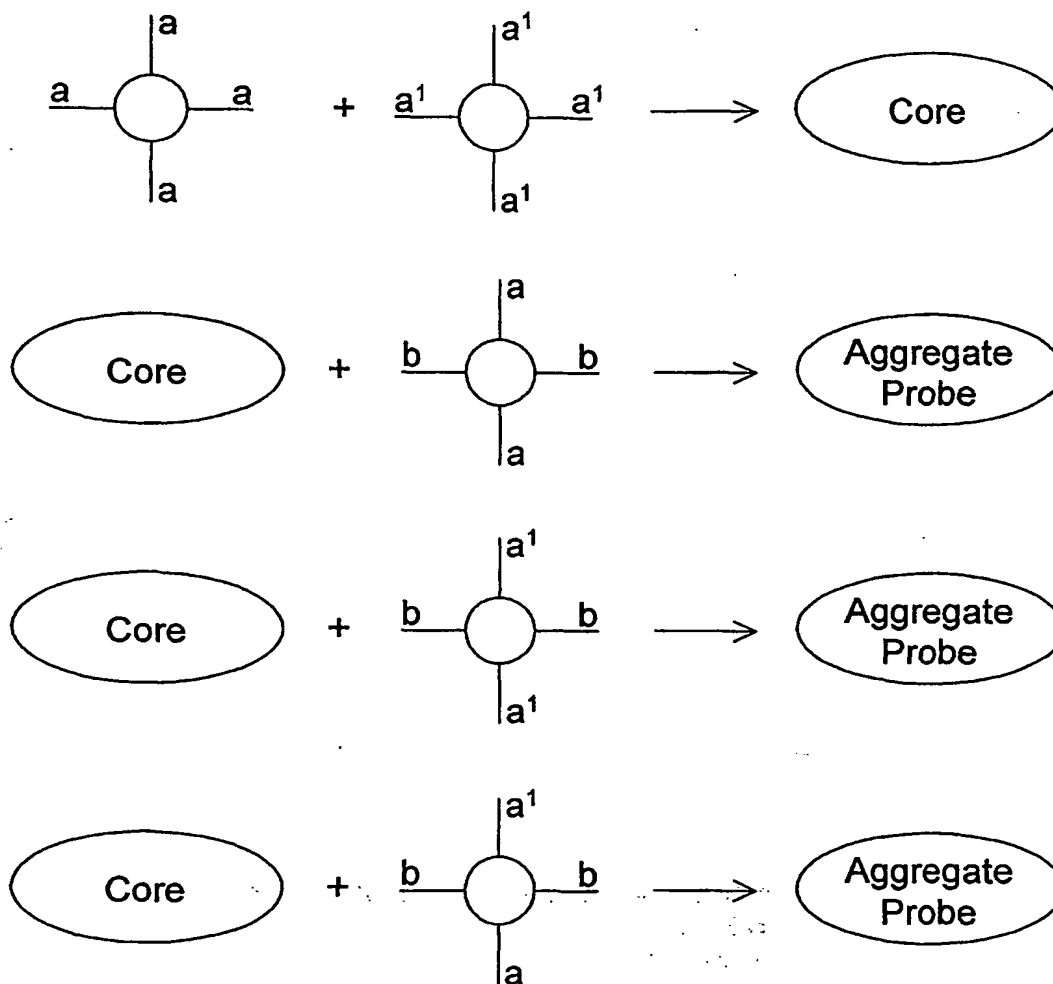 a a¹
a a + a¹ a¹ Core
a a¹
a
Core + b b Aggregate
Probe
a
a¹
Core + b b Aggregate
Probe
a¹
a¹
Core + b b Aggregate
Probe
a